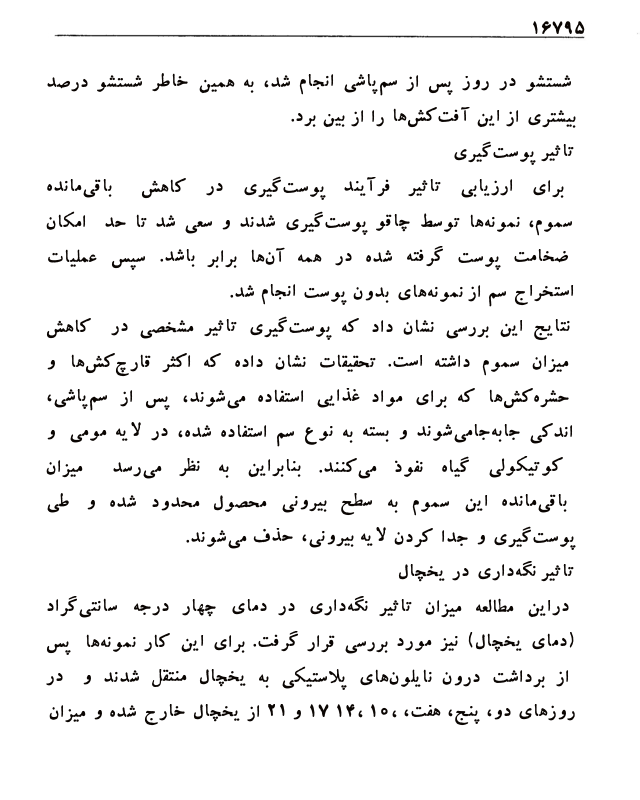 ۱۶۷۹۵
شستشو در روز پس از سم‌پاشی انجام شد، به همین خاطر شستشو درصد
بیشتری از این آفت‌کش‌ها را از بین برد.
تاثیر پوست‌گیری
برای ارزیابی تاثیر فرآیند پوست‌گیری در کاهش باقی‌مانده
سموم، نمونه‌ها توسط چاقو پوست‌گیری شدند و سعی شد تا حد امکان
ضخامت پوست گرفته شده در همه آن‌ها برابر باشد. سپس عملیات
استخراج سم از نمونه‌های بدون پوست انجام شد.
نتایج این بررسی نشان داد که پوست‌گیری تاثیر مشخصی در کاهش
میزان سموم داشته است. تحقیقات نشان داده که اکثر قارچ‌کش‌ها و
حشره‌کش‌ها که برای مواد غذایی استفاده می‌شوند، پس از سم‌پاشی،
اندکی جابه‌جامی‌شوند و بسته به نوع سم استفاده شده، در لایه مومی و
کوتیکولی گیاه نفوذ می‌کنند. بنابراین به نظر می‌رسد میزان
باقی‌مانده این سموم به سطح بیرونی محصول محدود شده و طی
پوست‌گیری و جدا کردن لایه بیرونی، حذف می‌شوند.
تاثیر نگه‌داری در یخچال
دراین مطالعه میزان تاثیر نگه‌داری در دمای چهار درجه سانتی‌گراد
(دمای یخچال) نیز مورد بررسی قرار گرفت. برای این کار نمونه‌ها پس
از برداشت درون نایلون‌های پلاستیکی به یخچال منتقل شدند و در
روزهای دو، پنج، هفت، ،۱۰ ،۱۴ ۱۷ و ۲۱ از یخچال خارج شده و میزان